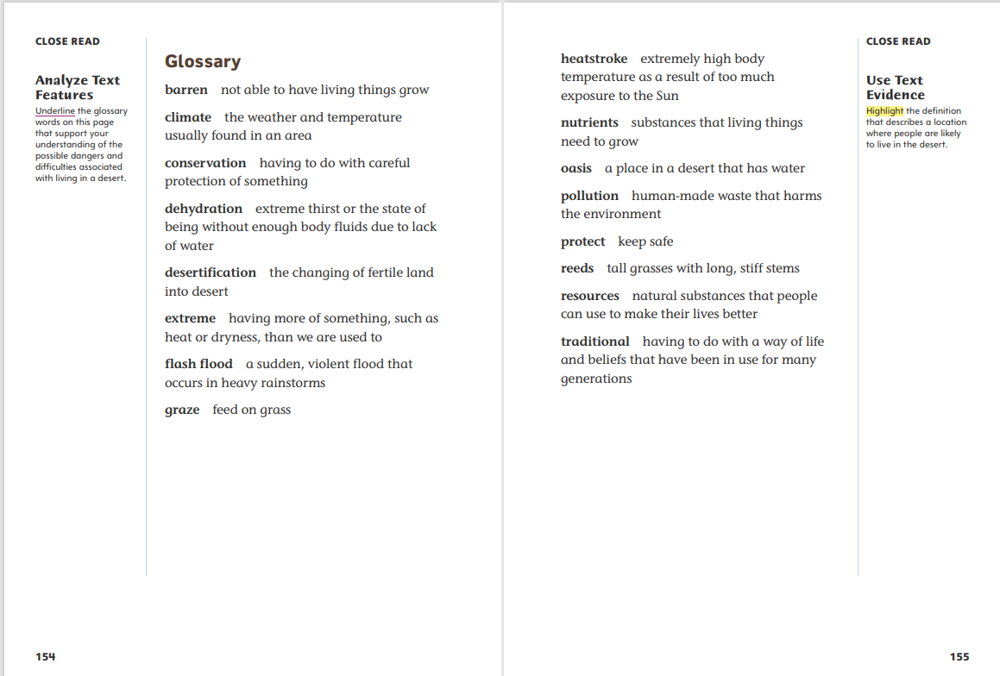 CLOSE READ
Analyze Text
Features
Underline the glossary
words on this page
that support your
understanding of the
possible dangers and
difficulties associated
with living in a desert.
Glossary
barren not able to have living things grow
climate the weather and temperature
usually found in an area
conservation having to do with careful
protection of something
dehydration extreme thirst or the state of
being without enough body fluids due to lack
of water
desertification the changing of fertile land
into desert
extreme having more of something, such as
heat or dryness, than we are used to
flash flood a sudden, violent flood that
occurs in heavy rainstorms
graze feed on grass
154
heatstroke extremely high body
temperature as a result of too much
exposure to the Sun
nutrients substances that living things
need to grow
oasis a place in a desert that has water
pollution human-made waste that harms
the environment
protect keep safe
reeds tall grasses with long, stiff stems
resources natural substances that people
can use to make their lives better
traditional having to do with a way of life
and beliefs that have been in use for many
generations
CLOSE READ
Use Text
Evidence
Highlight the definition
that describes a location
where people are likely
to live in the desert.
155